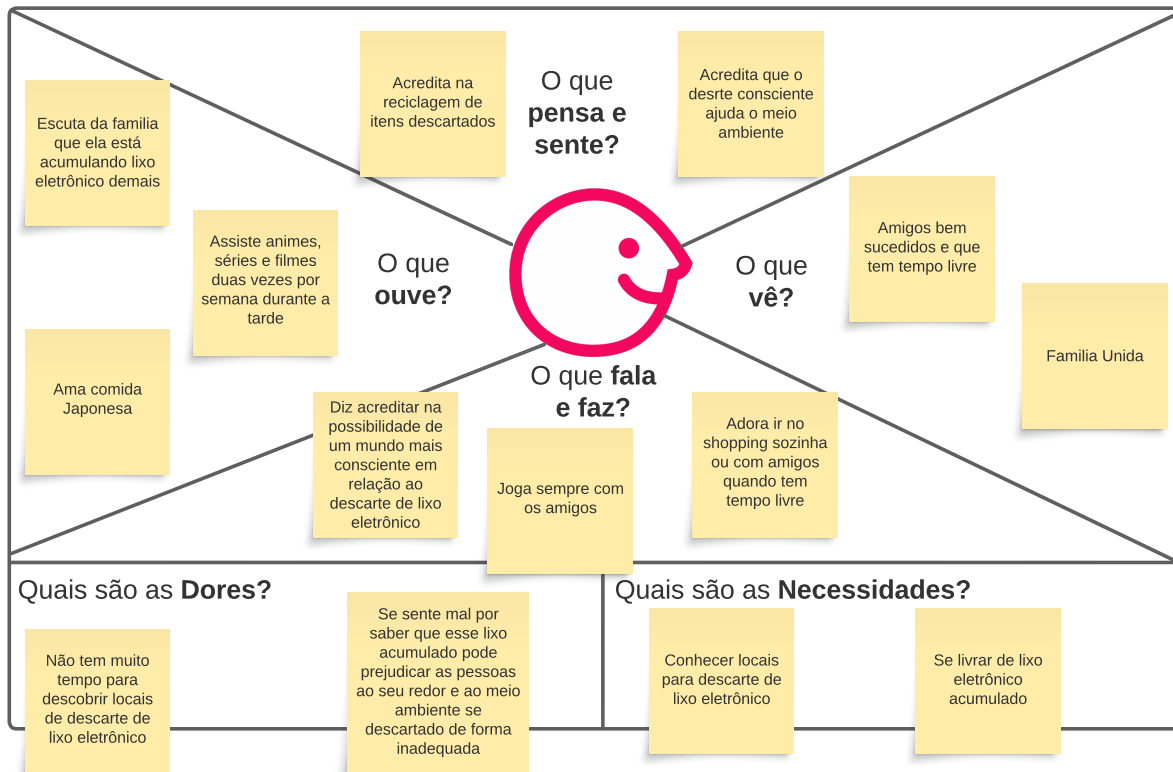 O que
pensa e
sente?
Acredita na
reciclagem de
itens descartados
Acredita que o
desrte consciente
ajuda o meio
ambiente
O que
ouve?
Escuta da familia
que ela está
acumulando lixo
eletrônico demais
Assiste animes,
séries e filmes
duas vezes por
semana durante a
tarde
Ama comida
Japonesa
O que
vê?
Amigos bem
sucedidos e que
tem tempo livre
Familia Unida
O que fala
e faz?
Diz acreditar na
possibilidade de
um mundo mais
consciente em
relação ao
descarte de lixo
eletrônico
Joga sempre com
os amigos
Adora ir no
shopping sozinha
ou com amigos
quando tem
tempo livre
Quais são as Dores?
Não tem muito
tempo para
descobrir locais
de descarte de
lixo eletrônico
Se sente mal por
saber que esse lixo
acumulado pode
prejudicar as pessoas
ao seu redor e ao meio
ambiente se
descartado de forma
inadequada
Quais são as Necessidades?
Conhecer locais
para descarte de
lixo eletrônico
Se livrar de lixo
eletrônico
acumulado